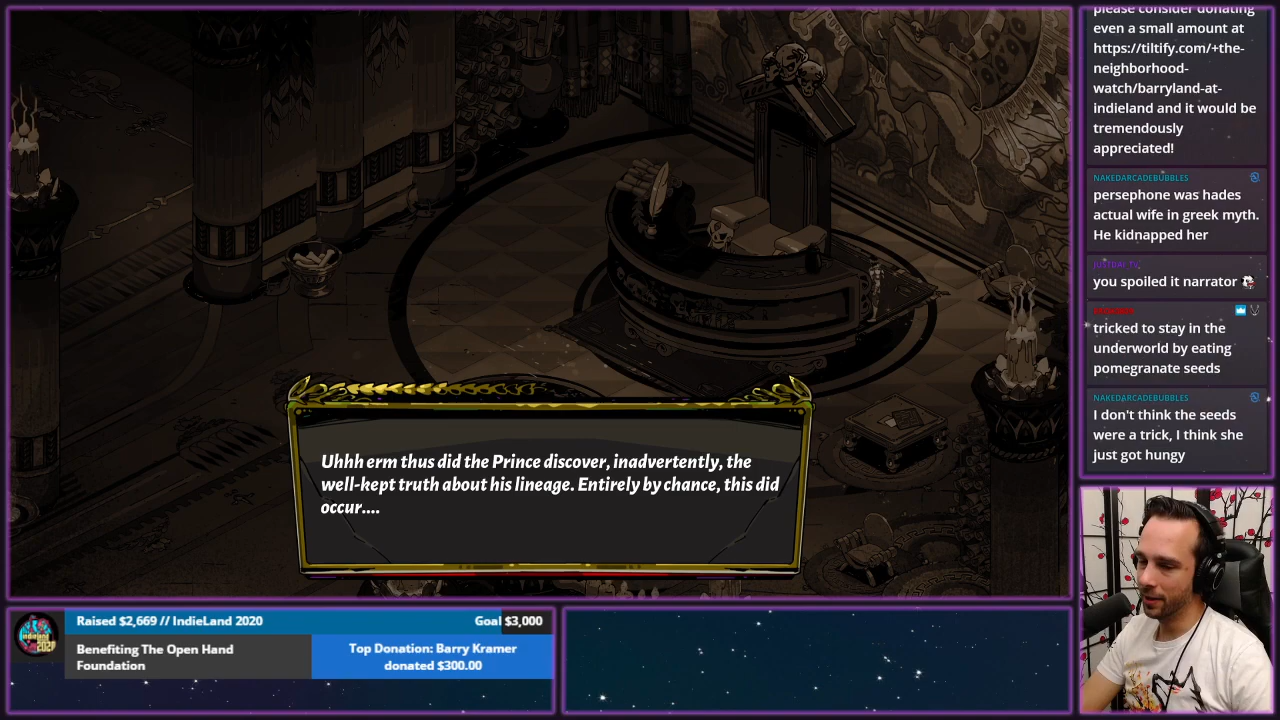 please consider donating
even a small amount at
https://tiltify.com/+the-
neighborhood-
watch/barryland-at-
indieland and it would be
tremendously
appreciated!
NAKEDARCADEBUBBLES
persephone was hades
actual wife in greek myth.
He kidnapped her
you spoiled it narrator
tricked to stay in the
underworld by eating
pomegranate seeds
NAKEDARCADEBUBBLES
I don't think the seeds
were a trick, I think she
just got hungy
Uhhh erm thus did the Prince discover, inadvertently, the
well-kept truth about his lineage. Entirely by chance, this did
occur....
Raised $2,669 // IndieLand 2020
Goal $3,000
Benefiting The Open Hand
Foundation
Top Donation: Barry Kramer
donated $300.00
indieland
2020